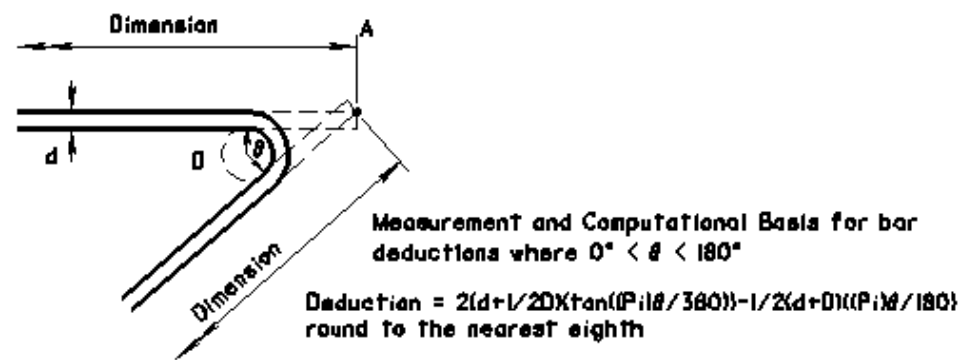 Dimension
A
d
D
θ
Dimension
Measurement and Computational Basis for bar
deductions where 0° < θ < 180°
Deduction = 2(d+1/2D)(tan((Pi)θ/360))-1/2(d+D)((Pi)θ/180)
round to the nearest eighth